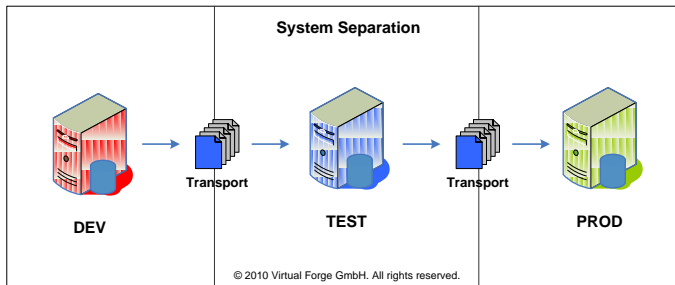 System Separation
Transport
Transport
DEV
TEST
PROD
© 2010 Virtual Forge GmbH. All rights reserved.